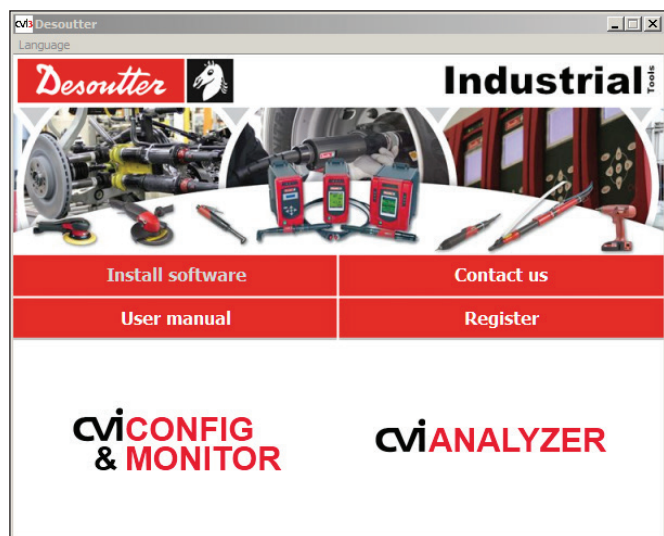 cvi3 Desoutter
Language
Desoutter
Industrial Tools
Install software
Contact us
User manual
Register
cviCONFIG
& MONITOR
cviANALYZER